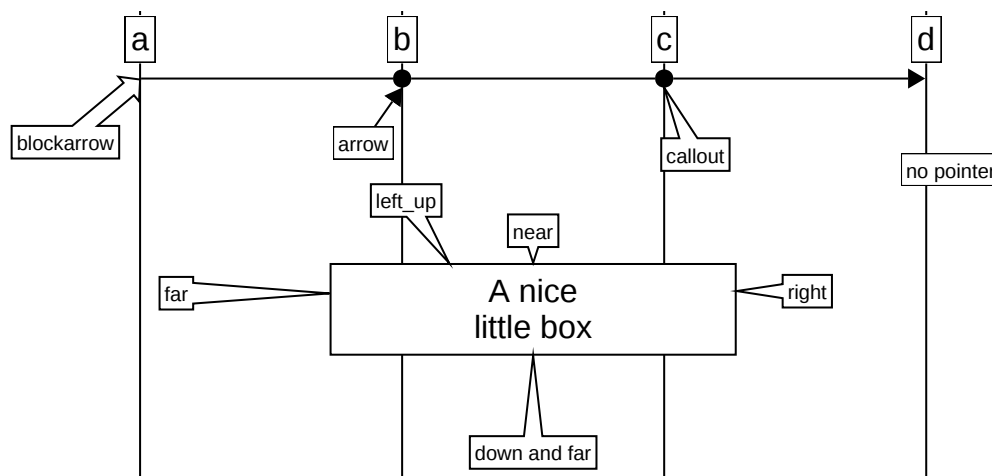 a
b
c
d
blockarrow
arrow
callout
no pointer
left_up
near
far
A nice
little box
right
down and far